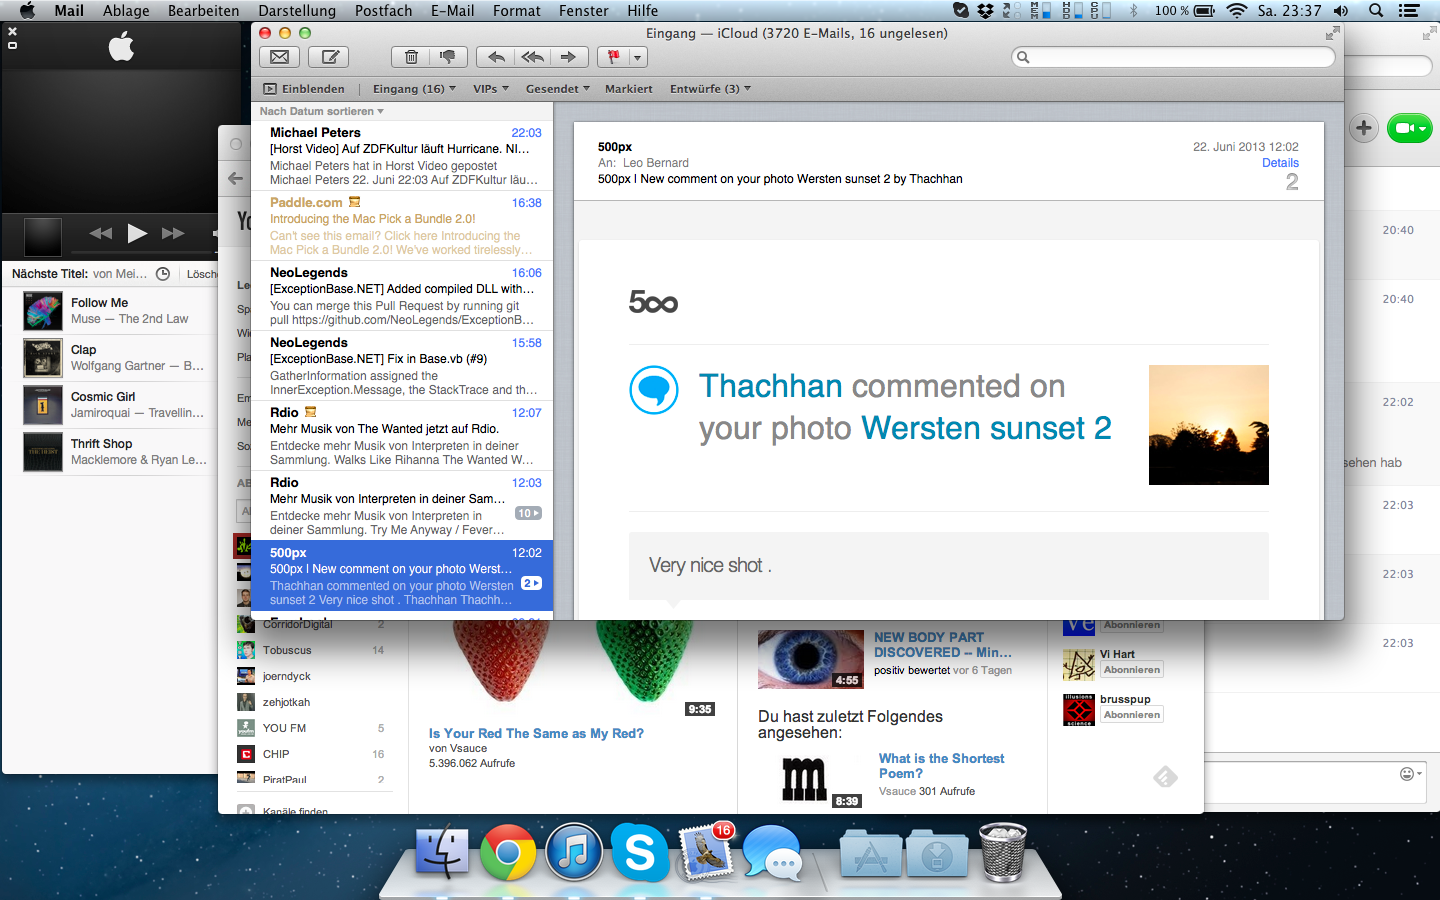 Mail Ablage Bearbeiten Darstellung Postfach E-Mail Format Fenster Hilfe
MEM HDD CPU 100 % Sa. 23:37
Eingang — iCloud (3720 E-Mails, 16 ungelesen)
Einblenden Eingang (16) VIPs Gesendet Markiert Entwürfe (3)
Nach Datum sortieren
Michael Peters 22:03
[Horst Video] Auf ZDFKultur läuft Hurricane. NI…
Michael Peters hat in Horst Video gepostet
Michael Peters 22. Juni 22:03 Auf ZDFKultur läu…
Paddle.com 16:38
Introducing the Mac Pick a Bundle 2.0!
Can't see this email? Click here Introducing the
Mac Pick a Bundle 2.0! We've worked tirelessly…
NeoLegends 16:06
[ExceptionBase.NET] Added compiled DLL with…
You can merge this Pull Request by running git
pull https://github.com/NeoLegends/ExceptionB…
NeoLegends 15:58
[ExceptionBase.NET] Fix in Base.vb (#9)
GatherInformation assigned the
InnerException.Message, the StackTrace and th…
Rdio 12:07
Mehr Musik von The Wanted jetzt auf Rdio.
Entdecke mehr Musik von Interpreten in deiner
Sammlung. Walks Like Rihanna The Wanted W…
Rdio 12:03
Mehr Musik von Interpreten in deiner Sam…
Entdecke mehr Musik von Interpreten in 10
deiner Sammlung. Try Me Anyway / Fever…
500px 12:02
500px | New comment on your photo Werst…
Thachhan commented on your photo Wersten 2
sunset 2 Very nice shot . Thachhan Thachh…
500px 22. Juni 2013 12:02
An: Leo Bernard Details
500px | New comment on your photo Wersten sunset 2 by Thachhan 2
500
Thachhan commented on
your photo Wersten sunset 2
Very nice shot .
Nächste Titel: von Mei… Lösche
Follow Me
Muse — The 2nd Law
Clap
Wolfgang Gartner — B…
Cosmic Girl
Jamiroquai — Travellin…
Thrift Shop
Macklemore & Ryan Le…
Yo
Le
Sp
Wi
Pla
Em
Me
So
AB
CorridorDigital 2
Tobuscus 14
joerndyck
zehjotkah
YOU FM 5
CHIP 16
PiratPaul 2
Kanäle finden
9:35
Is Your Red The Same as My Red?
von Vsauce
5.396.062 Aufrufe
4:55
NEW BODY PART
DISCOVERED -- Min…
positiv bewertet vor 6 Tagen
Du hast zuletzt Folgendes
angesehen:
m
8:39
What is the Shortest
Poem?
Vsauce 301 Aufrufe
ve Abonnieren
Vi Hart
Abonnieren
illusions
science
brusspup
Abonnieren
20:40
20:40
22:02
sehen hab
22:03
22:03
22:03
S
16